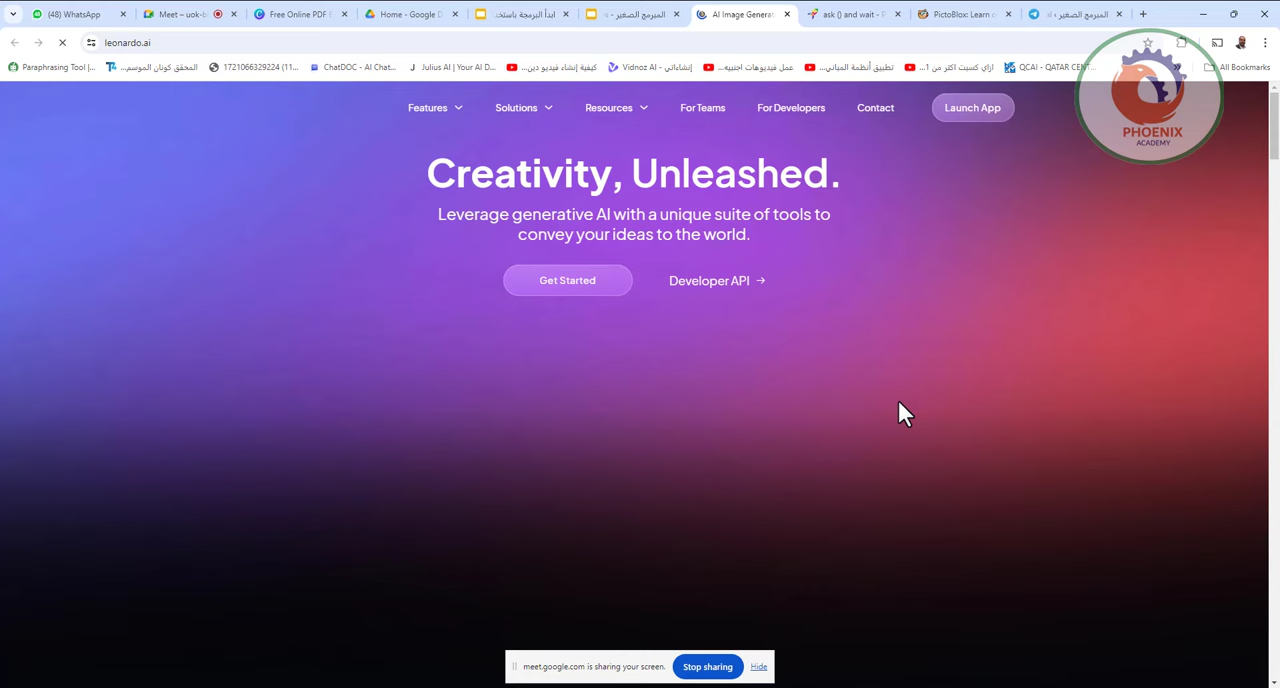 (48) WhatsApp
Meet – uok-b
Free Online PDF E
Home - Google D
ابدأ البرمجة باستخد
المبرمج الصغير - س
AI Image Generat
ask () and wait - P
PictoBlox: Learn c
المبرمج الصغير
leonardo.ai
Paraphrasing Tool |...
المحقق كونان الموسم...
1721066329224 (11...
ChatDOC - AI Chat...
Julius AI | Your AI D...
كيفية إنشاء فيديو دين...
إنشاءاتي - Vidnoz AI
عمل فيديوهات اجنبيه...
تطبيق أتمتة المباني...
ازاي كسبت اكتر من 1...
QCAI - QATAR CENT...
All Bookmarks
Features
Solutions
Resources
For Teams
For Developers
Contact
Launch App
PHOENIX
ACADEMY
Creativity, Unleashed.
Leverage generative AI with a unique suite of tools to
convey your ideas to the world.
Get Started
Developer API →
meet.google.com is sharing your screen.
Stop sharing
Hide